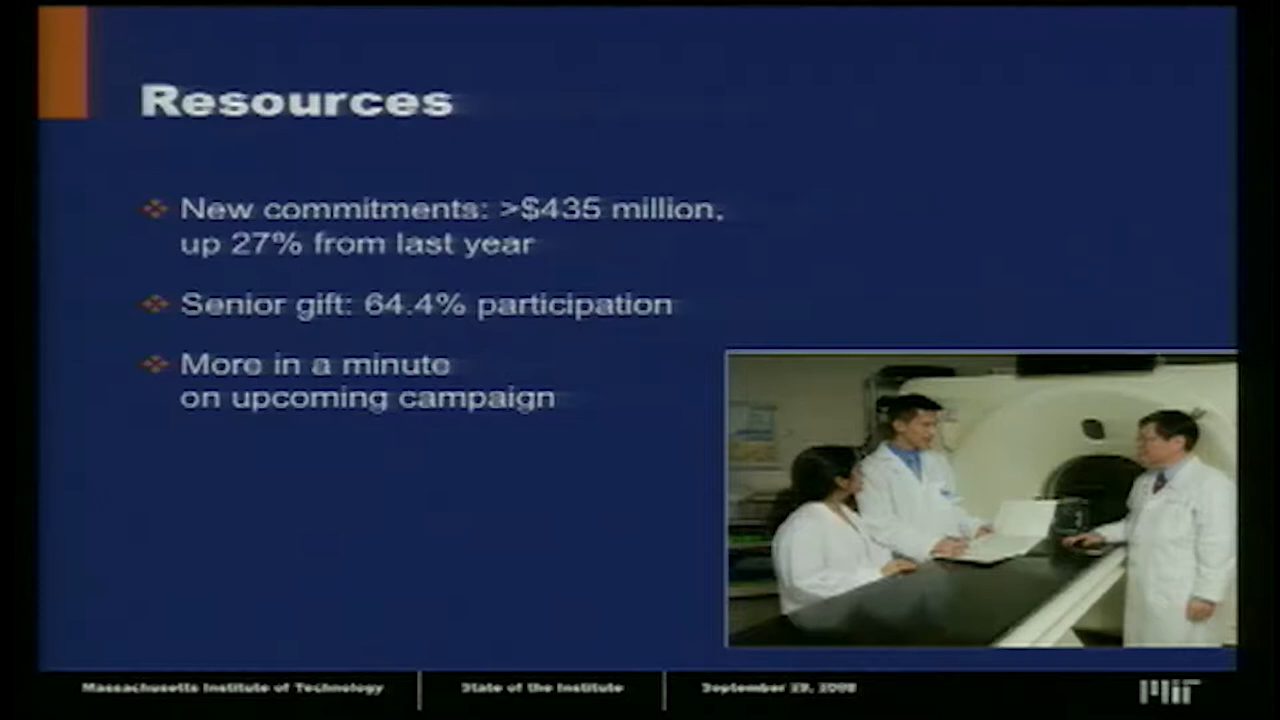 Resources
New commitments: >$435 million,
up 27% from last year
Senior gift: 64.4% participation
More in a minute
on upcoming campaign
Massachusetts Institute of Technology
State of the Institute
September 29, 2008
MIT